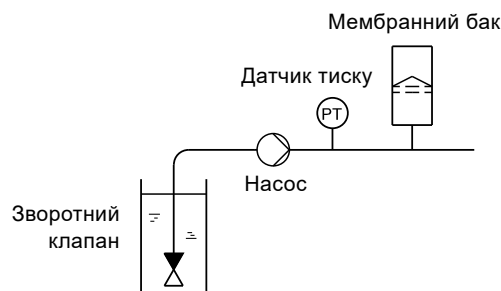 Мембранний бак
Датчик тиску
PT
Насос
Зворотний
клапан